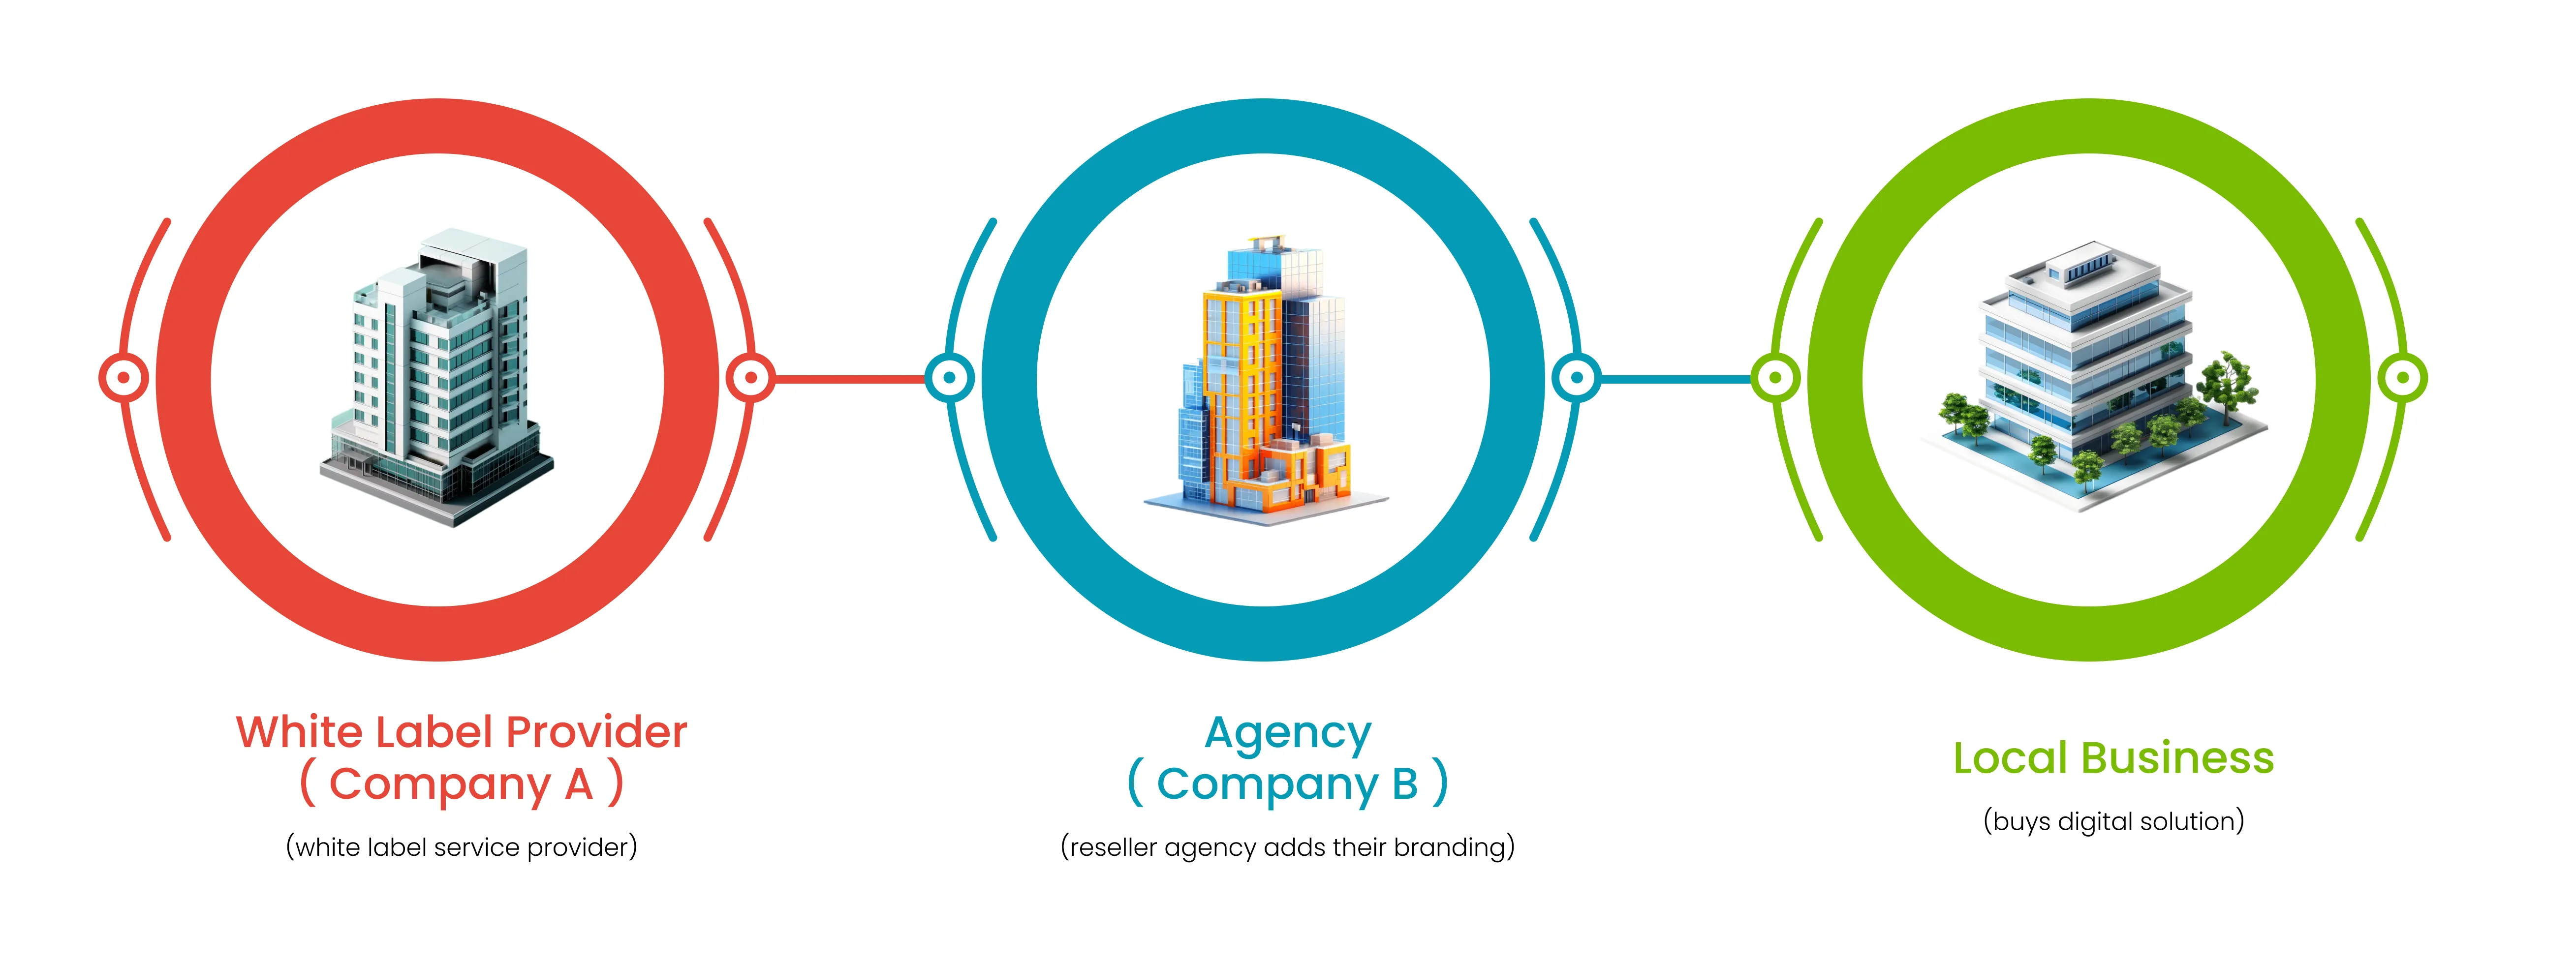 White Label Provider
( Company A )
(white label service provider)
Agency
( Company B )
(reseller agency adds their branding)
Local Business
(buys digital solution)